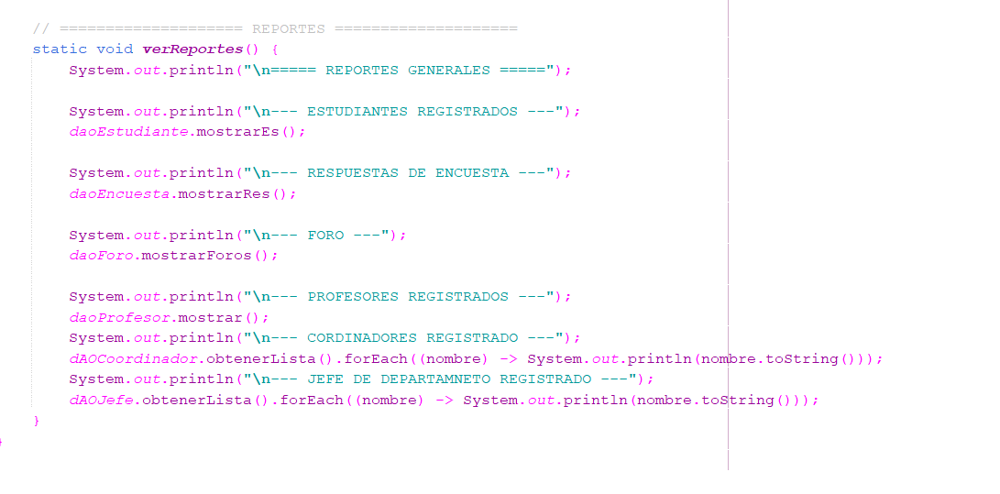 // ==================== REPORTES ====================
static void verReportes() {
System.out.println("\n===== REPORTES GENERALES =====");
System.out.println("\n--- ESTUDIANTES REGISTRADOS ---");
daoEstudiante.mostrarEs();
System.out.println("\n--- RESPUESTAS DE ENCUESTA ---");
daoEncuesta.mostrarRes();
System.out.println("\n--- FORO ---");
daoForo.mostrarForos();
System.out.println("\n--- PROFESORES REGISTRADOS ---");
daoProfesor.mostrar();
System.out.println("\n--- CORDINADORES REGISTRADO ---");
dAOCoordinador.obtenerLista().forEach((nombre) -> System.out.println(nombre.toString()));
System.out.println("\n--- JEFE DE DEPARTAMNETO REGISTRADO ---");
dAOJefe.obtenerLista().forEach((nombre) -> System.out.println(nombre.toString()));
}
}